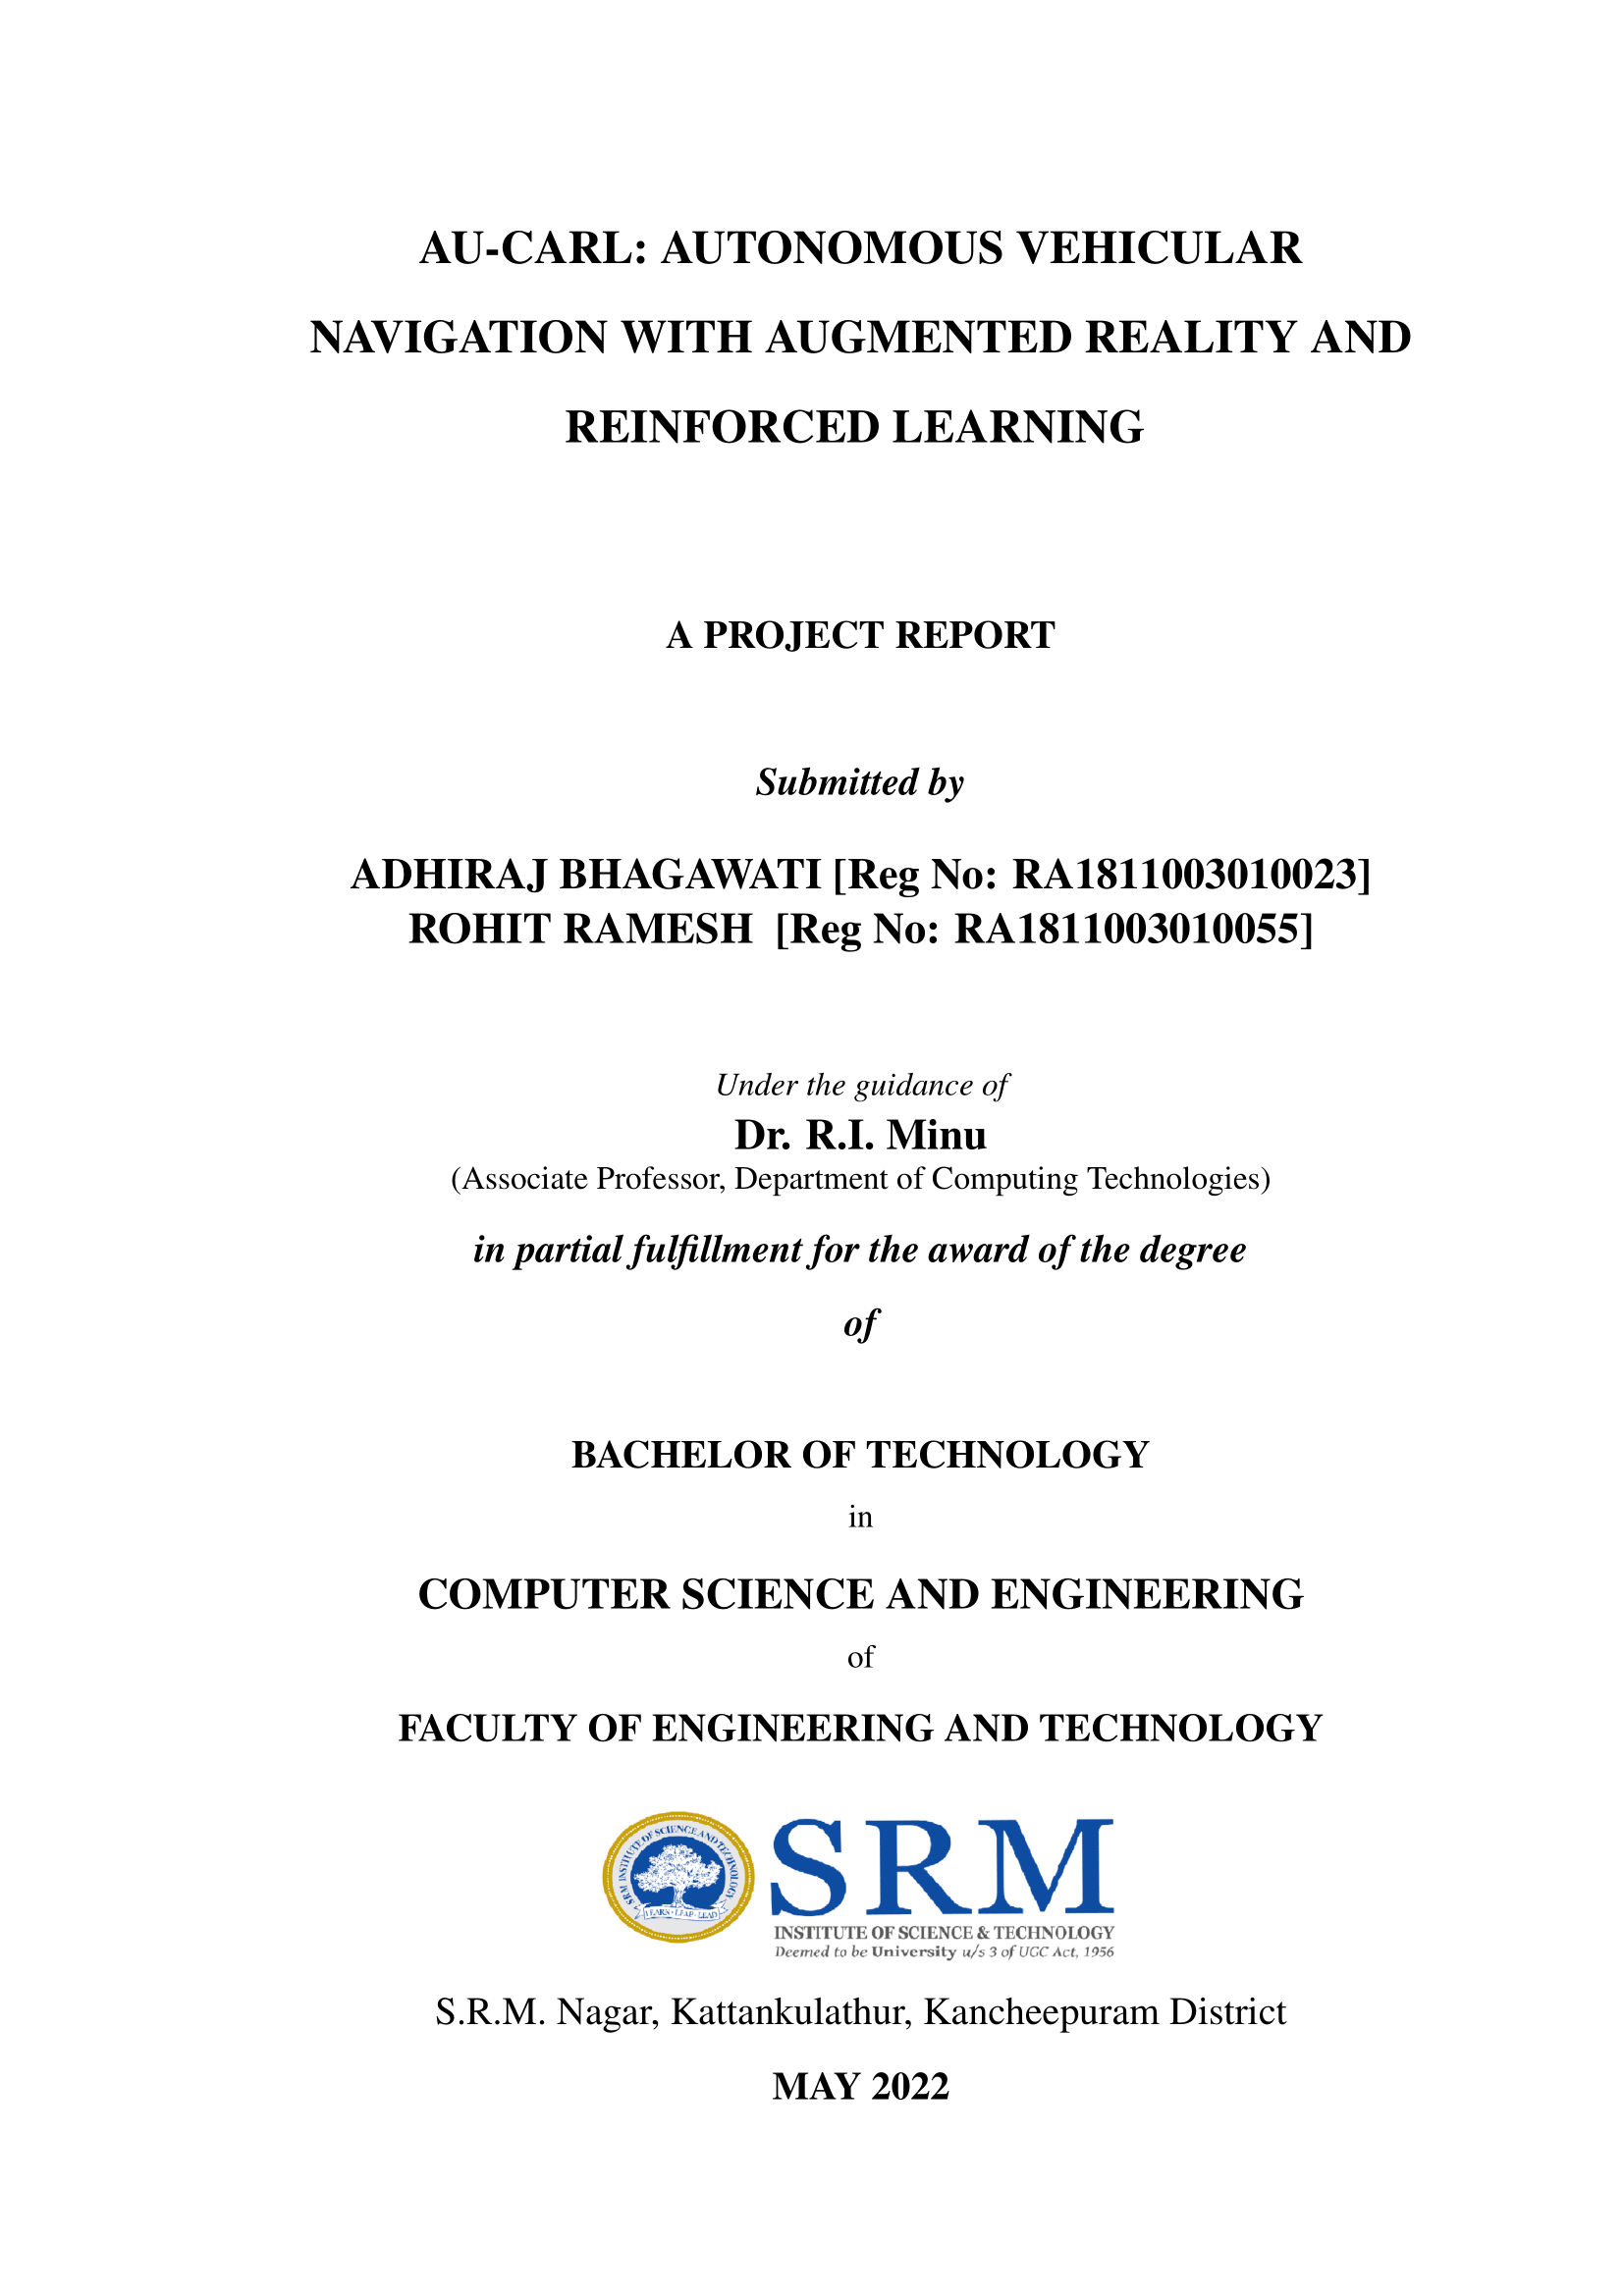 AU-CARL: AUTONOMOUS VEHICULAR
NAVIGATION WITH AUGMENTED REALITY AND
REINFORCED LEARNING
A PROJECT REPORT
Submitted by
ADHIRAJ BHAGAWATI [Reg No: RA1811003010023]
ROHIT RAMESH [Reg No: RA1811003010055]
Under the guidance of
Dr. R.I. Minu
(Associate Professor, Department of Computing Technologies)
in partial fulfillment for the award of the degree
of
BACHELOR OF TECHNOLOGY
in
COMPUTER SCIENCE AND ENGINEERING
of
FACULTY OF ENGINEERING AND TECHNOLOGY
SRM INSTITUTE OF SCIENCE AND TECHNOLOGY
LEARN - LEAP - LEAD
SRM
INSTITUTE OF SCIENCE & TECHNOLOGY
Deemed to be University u/s 3 of UGC Act, 1956
S.R.M. Nagar, Kattankulathur, Kancheepuram District
MAY 2022